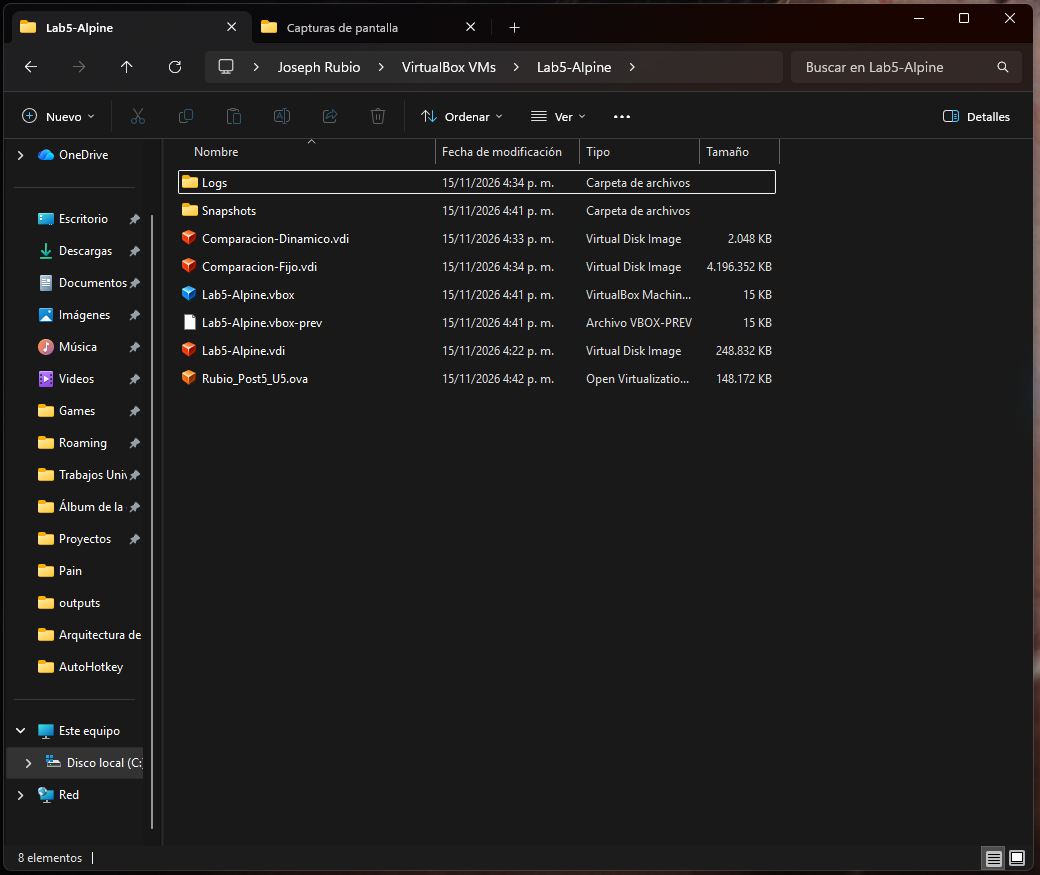 Lab5-Alpine
Capturas de pantalla
Joseph Rubio > VirtualBox VMs > Lab5-Alpine >
Buscar en Lab5-Alpine
Nuevo
Ordenar
Ver
Detalles
OneDrive
Escritorio
Descargas
Documentos
Imágenes
Música
Videos
Games
Roaming
Trabajos Univ
Álbum de la
Proyectos
Pain
outputs
Arquitectura de
AutoHotkey
Este equipo
Disco local (C:)
Red
Nombre Fecha de modificación Tipo Tamaño
Logs 15/11/2026 4:34 p. m. Carpeta de archivos
Snapshots 15/11/2026 4:41 p. m. Carpeta de archivos
Comparacion-Dinamico.vdi 15/11/2026 4:33 p. m. Virtual Disk Image 2.048 KB
Comparacion-Fijo.vdi 15/11/2026 4:34 p. m. Virtual Disk Image 4.196.352 KB
Lab5-Alpine.vbox 15/11/2026 4:41 p. m. VirtualBox Machin... 15 KB
Lab5-Alpine.vbox-prev 15/11/2026 4:41 p. m. Archivo VBOX-PREV 15 KB
Lab5-Alpine.vdi 15/11/2026 4:22 p. m. Virtual Disk Image 248.832 KB
Rubio_Post5_U5.ova 15/11/2026 4:42 p. m. Open Virtualizatio... 148.172 KB
8 elementos